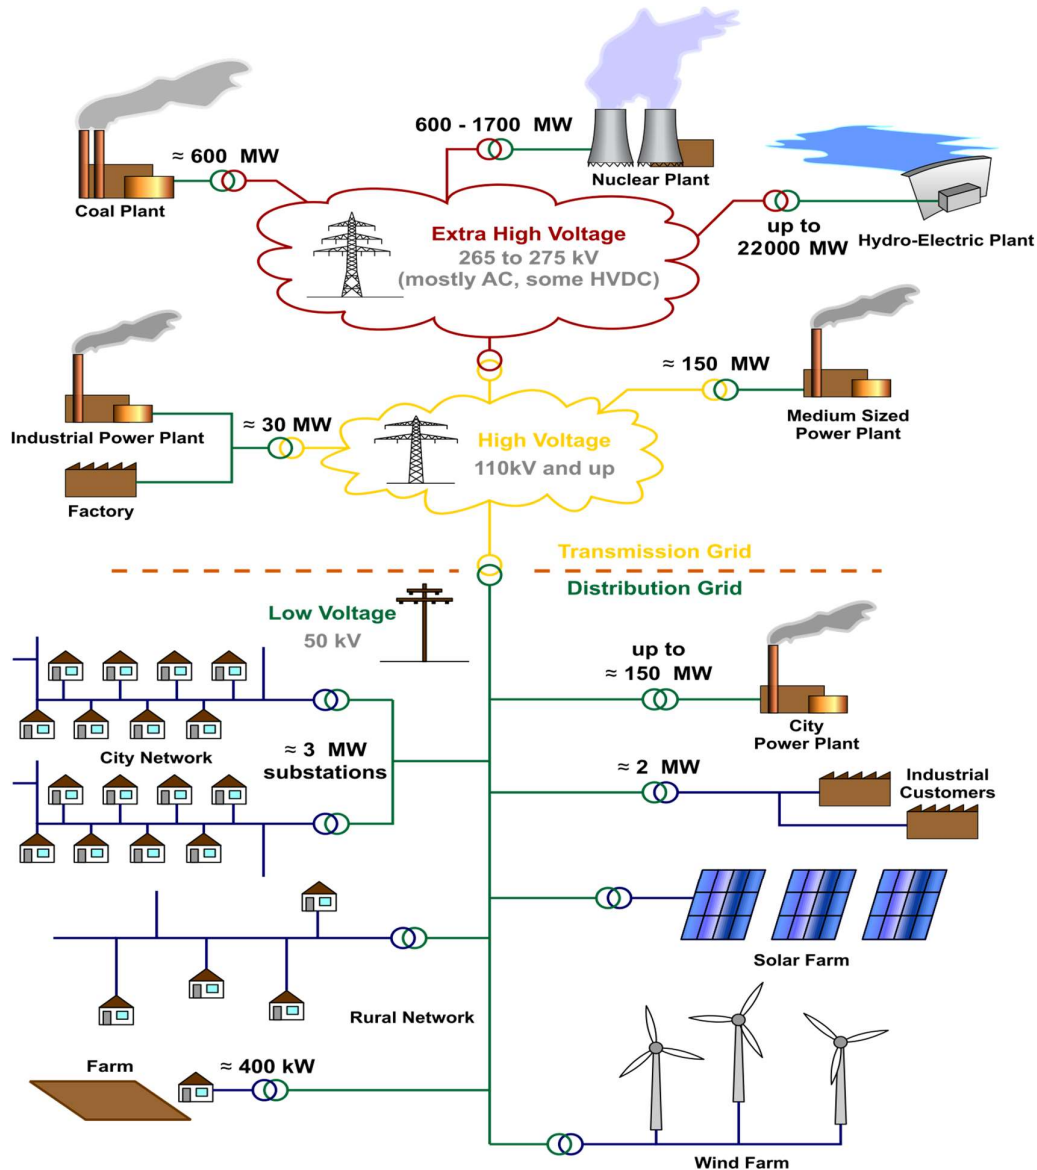 600 - 1700 MW
≈ 600 MW
Nuclear Plant
Coal Plant
up to
22000 MW
Hydro-Electric Plant
Extra High Voltage
265 to 275 kV
(mostly AC, some HVDC)
≈ 150 MW
Medium Sized
Power Plant
≈ 30 MW
Industrial Power Plant
Factory
High Voltage
110kV and up
Transmission Grid
Distribution Grid
Low Voltage
50 kV
up to
≈ 150 MW
City
Power Plant
City Network
≈ 3 MW
substations
≈ 2 MW
Industrial
Customers
Solar Farm
Rural Network
Farm
≈ 400 kW
Wind Farm